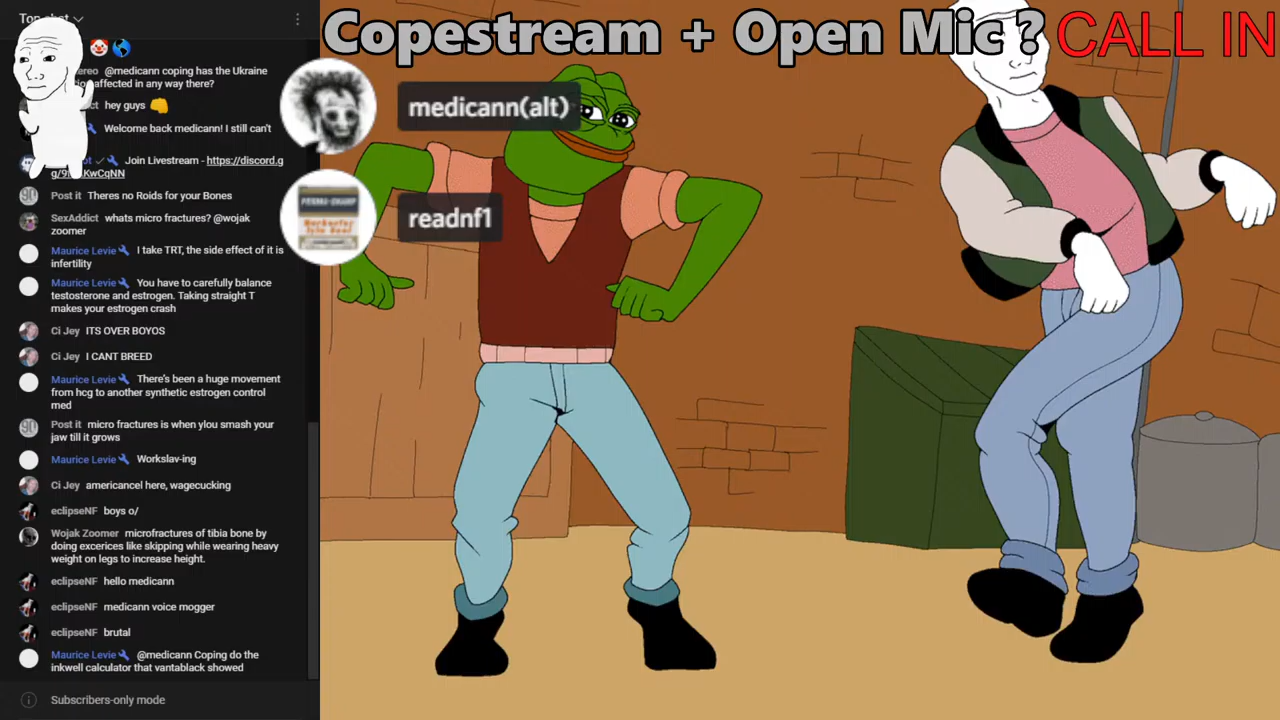 Copestream + Open Mic ? CALL IN
Top chat
@medicann coping has the Ukraine
affected in any way there?
hey guys
Welcome back medicann! I still can't
Join Livestream - https://discord.g
KwCqNN
Post it Theres no Roids for your Bones
SexAddict whats micro fractures? @wojak
zoomer
Maurice Levie I take TRT, the side effect of it is
infertility
Maurice Levie You have to carefully balance
testosterone and estrogen. Taking straight T
makes your estrogen crash
Ci Jey ITS OVER BOYOS
Ci Jey I CANT BREED
Maurice Levie There's been a huge movement
from hcg to another synthetic estrogen control
med
Post it micro fractures is when ylou smash your
jaw till it grows
Maurice Levie Workslav-ing
Ci Jey americancel here, wagecucking
eclipseNF boys o/
Wojak Zoomer microfractures of tibia bone by
doing excerices like skipping while wearing heavy
weight on legs to increase height.
eclipseNF hello medicann
eclipseNF medicann voice mogger
eclipseNF brutal
Maurice Levie @medicann Coping do the
inkwell calculator that vantablack showed
Subscribers-only mode
medicann(alt)
readnf1